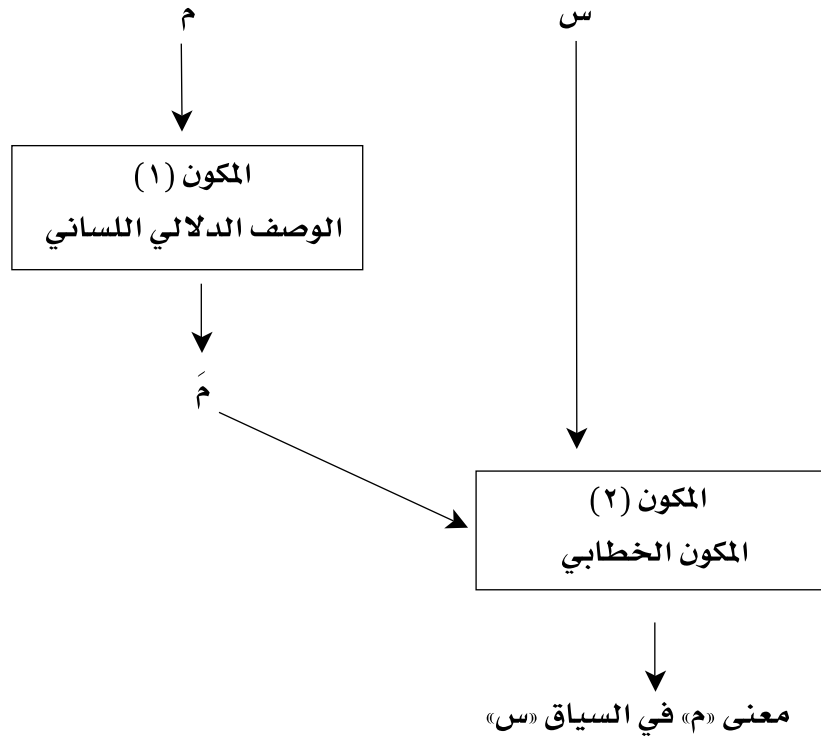 س
م
المكون (١)
الوصف الدلالي اللساني
مَ
المكون (٢)
المكون الخطابي
معنى «م» في السياق «س»